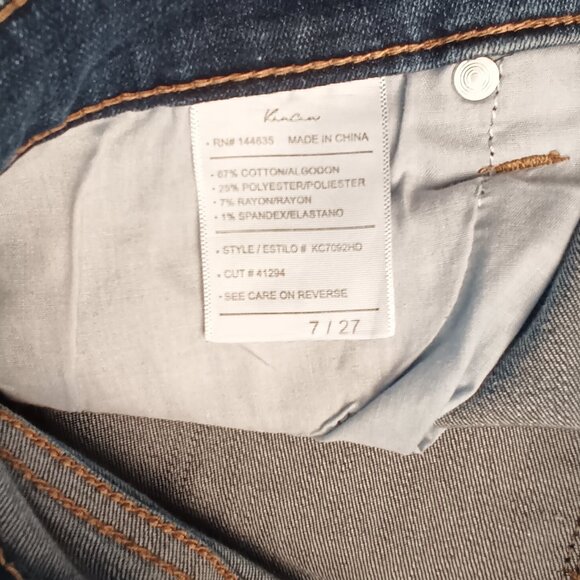 KanCan
• RN# 144635 MADE IN CHINA
• 67% COTTON/ALGODON
• 25% POLYESTER/POLIESTER
• 7% RAYON/RAYON
• 1% SPANDEX/ELASTANO
• STYLE / ESTILO # KC7092HD
• CUT # 41294
• SEE CARE ON REVERSE
7 / 27